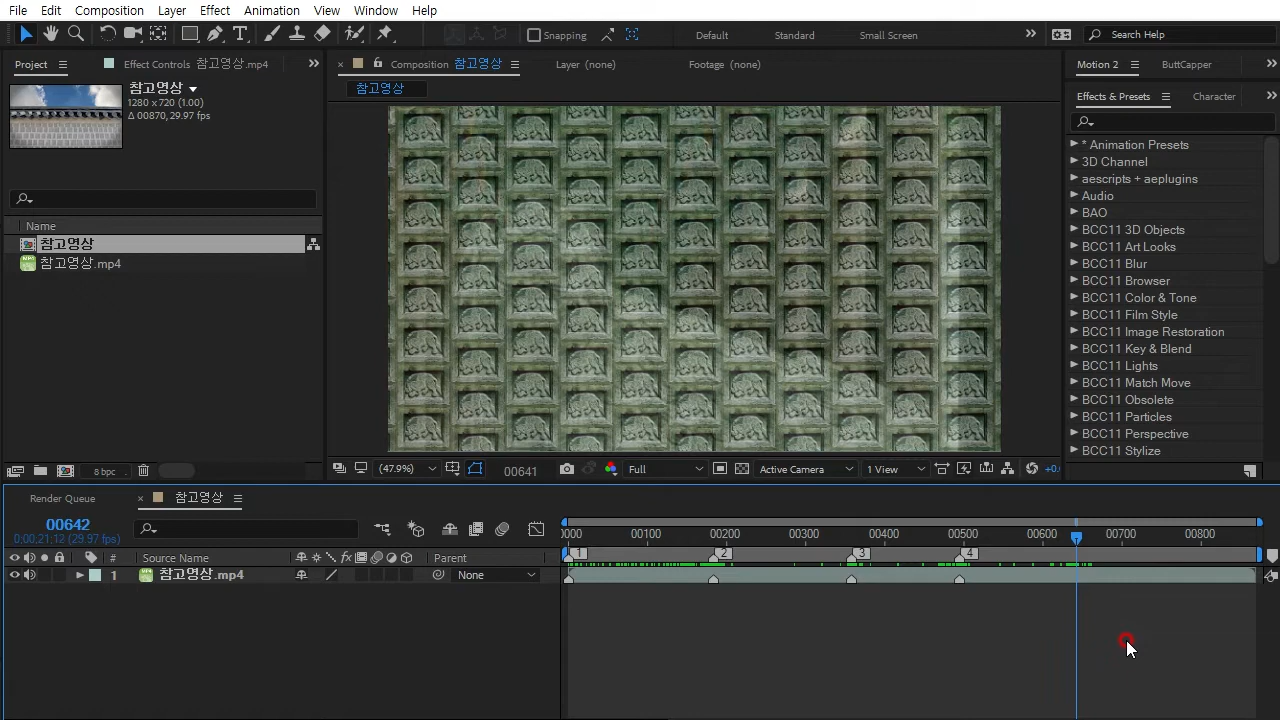 File Edit Composition Layer Effect Animation View Window Help
Snapping Default Standard Small Screen Search Help
Project Effect Controls 참고영상.mp4 Composition 참고영상 Layer (none) Footage (none) Motion 2 ButtCapper
참고영상
1280 x 720 (1.00)
Δ 00870, 29.97 fps
참고영상
Effects & Presets Character
* Animation Presets
3D Channel
aescripts + aeplugins
Audio
BAO
BCC11 3D Objects
BCC11 Art Looks
BCC11 Blur
BCC11 Browser
BCC11 Color & Tone
BCC11 Film Style
BCC11 Image Restoration
BCC11 Key & Blend
BCC11 Lights
BCC11 Match Move
BCC11 Obsolete
BCC11 Particles
BCC11 Perspective
BCC11 Stylize
Name
참고영상
참고영상.mp4
8 bpc
(47.9%) 00641 Full Active Camera 1 View +0.
Render Queue 참고영상
00642
0;00;21;12 (29.97 fps)
0000 00100 00200 00300 00400 00500 00600 00700 00800
# Source Name Parent
1 2 3 4
1 참고영상.mp4 None